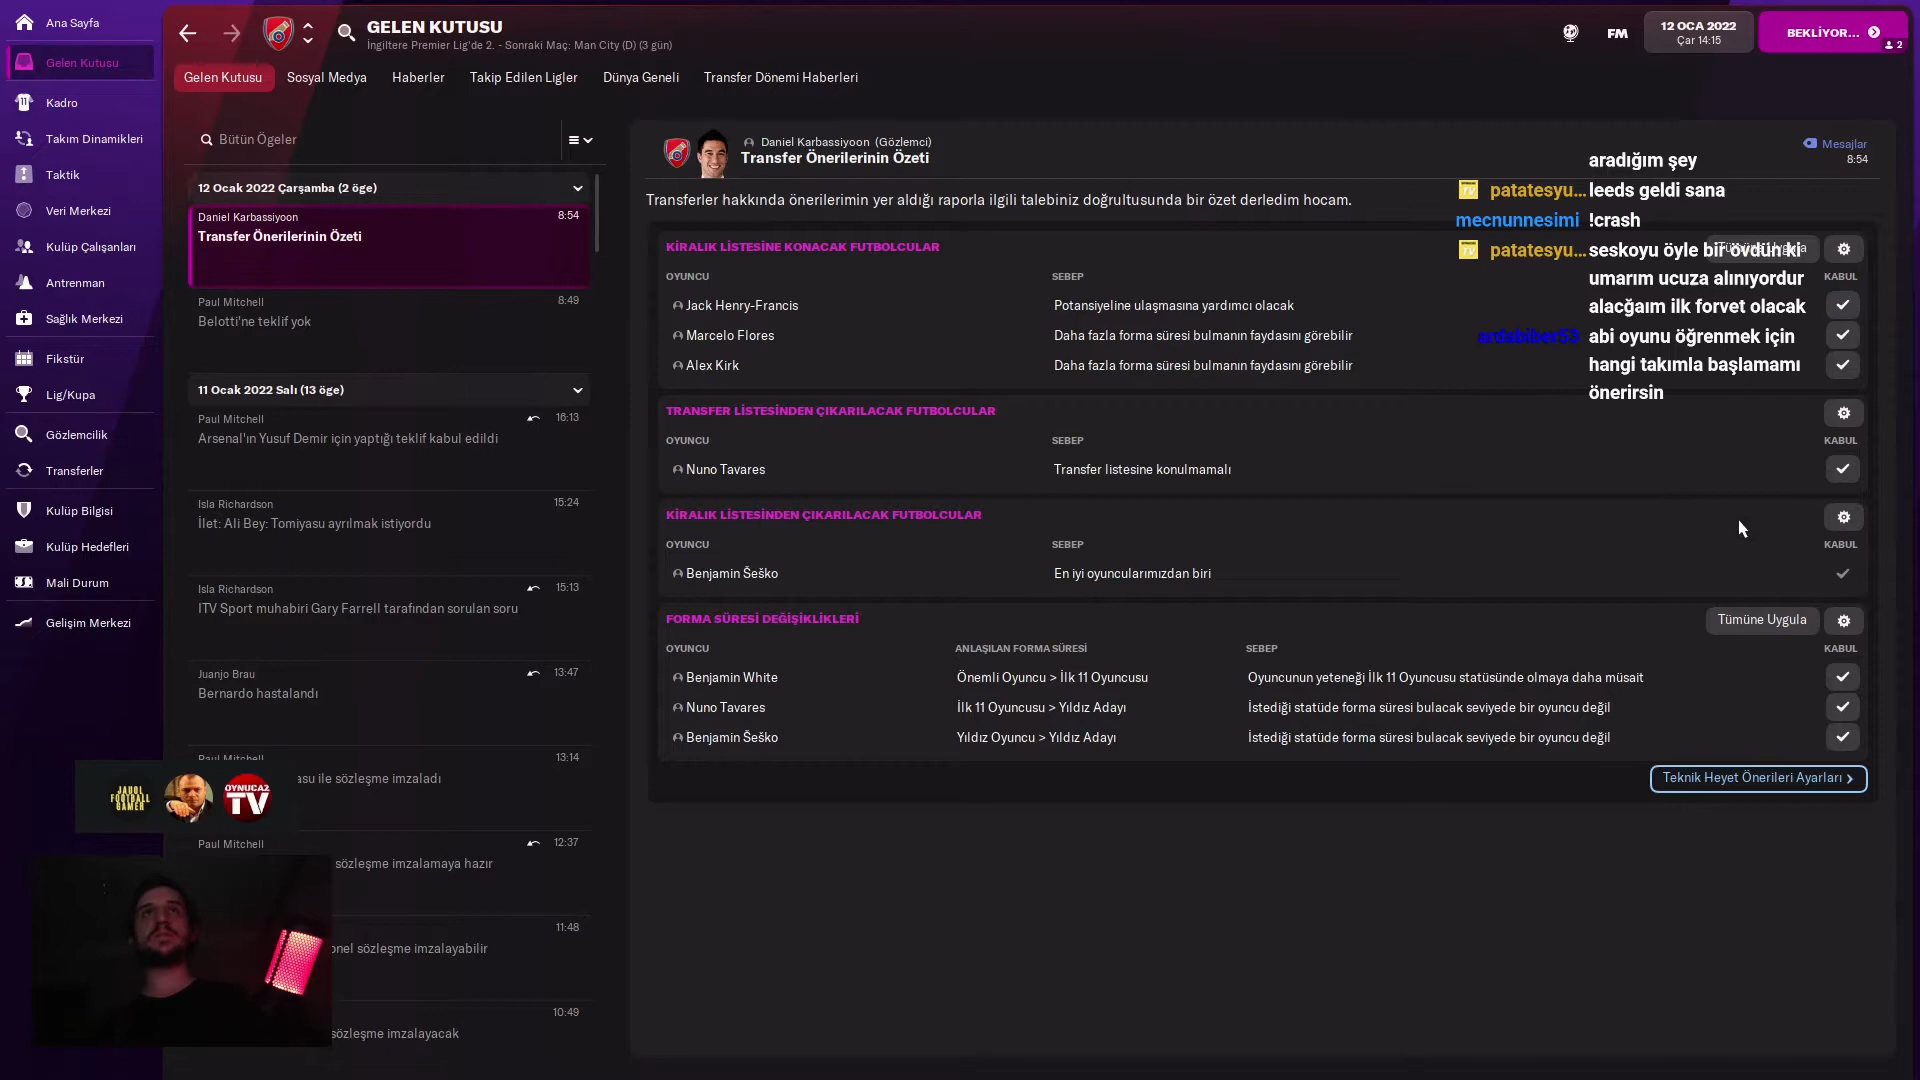 Ana Sayfa
Gelen Kutusu
Kadro
Takım Dinamikleri
Taktik
Veri Merkezi
Kulüp Çalışanları
Antrenman
Sağlık Merkezi
Fikstür
Lig/Kupa
Gözlemcilik
Transferler
Kulüp Bilgisi
Kulüp Hedefleri
Mali Durum
Gelişim Merkezi
GELEN KUTUSU
İngiltere Premier Lig'de 2. - Sonraki Maç: Man City (D) (3 gün)
FM
12 OCA 2022
Çar 14:15
BEKLİYOR...
2
Gelen Kutusu
Sosyal Medya
Haberler
Takip Edilen Ligler
Dünya Geneli
Transfer Dönemi Haberleri
Bütün Ögeler
12 Ocak 2022 Çarşamba (2 öge)
Daniel Karbassiyoon 8:54
Transfer Önerilerinin Özeti
Paul Mitchell 8:49
Belotti'ne teklif yok
11 Ocak 2022 Salı (13 öge)
Paul Mitchell 16:13
Arsenal'ın Yusuf Demir için yaptığı teklif kabul edildi
Isla Richardson 15:24
İlet: Ali Bey: Tomiyasu ayrılmak istiyordu
Isla Richardson 15:13
ITV Sport muhabiri Gary Farrell tarafından sorulan soru
Juanjo Brau 13:47
Bernardo hastalandı
Paul Mitchell 13:14
asu ile sözleşme imzaladı
Paul Mitchell 12:37
sözleşme imzalamaya hazır
11:48
onel sözleşme imzalayabilir
10:49
sözleşme imzalayacak
JAUOL
FOOTBALL
GAMER
OYNUCAZ
TV
Daniel Karbassiyoon (Gözlemci)
Transfer Önerilerinin Özeti
Mesajlar
8:54
Transferler hakkında önerilerimin yer aldığı raporla ilgili talebiniz doğrultusunda bir özet derledim hocam.
KİRALIK LİSTESİNE KONACAK FUTBOLCULAR
Tümüne Uygula
OYUNCU SEBEP KABUL
Jack Henry-Francis Potansiyeline ulaşmasına yardımcı olacak
Marcelo Flores Daha fazla forma süresi bulmanın faydasını görebilir
Alex Kirk Daha fazla forma süresi bulmanın faydasını görebilir
TRANSFER LİSTESİNDEN ÇIKARILACAK FUTBOLCULAR
OYUNCU SEBEP KABUL
Nuno Tavares Transfer listesine konulmamalı
KİRALIK LİSTESİNDEN ÇIKARILACAK FUTBOLCULAR
OYUNCU SEBEP KABUL
Benjamin Šeško En iyi oyuncularımızdan biri
FORMA SÜRESİ DEĞİŞİKLİKLERİ
Tümüne Uygula
OYUNCU ANLAŞILAN FORMA SÜRESİ SEBEP KABUL
Benjamin White Önemli Oyuncu > İlk 11 Oyuncusu Oyuncunun yeteneği İlk 11 Oyuncusu statüsünde olmaya daha müsait
Nuno Tavares İlk 11 Oyuncusu > Yıldız Adayı İstediği statüde forma süresi bulacak seviyede bir oyuncu değil
Benjamin Šeško Yıldız Oyuncu > Yıldız Adayı İstediği statüde forma süresi bulacak seviyede bir oyuncu değil
Teknik Heyet Önerileri Ayarları
aradığım şey
patatesyu... leeds geldi sana
mecnunnesimi !crash
patatesyu... seskoyu öyle bir övdün ki
umarım ucuza alınıyordur
alacğaım ilk forvet olacak
ardabiber53 abi oyunu öğrenmek için
hangi takımla başlamamı
önerirsin